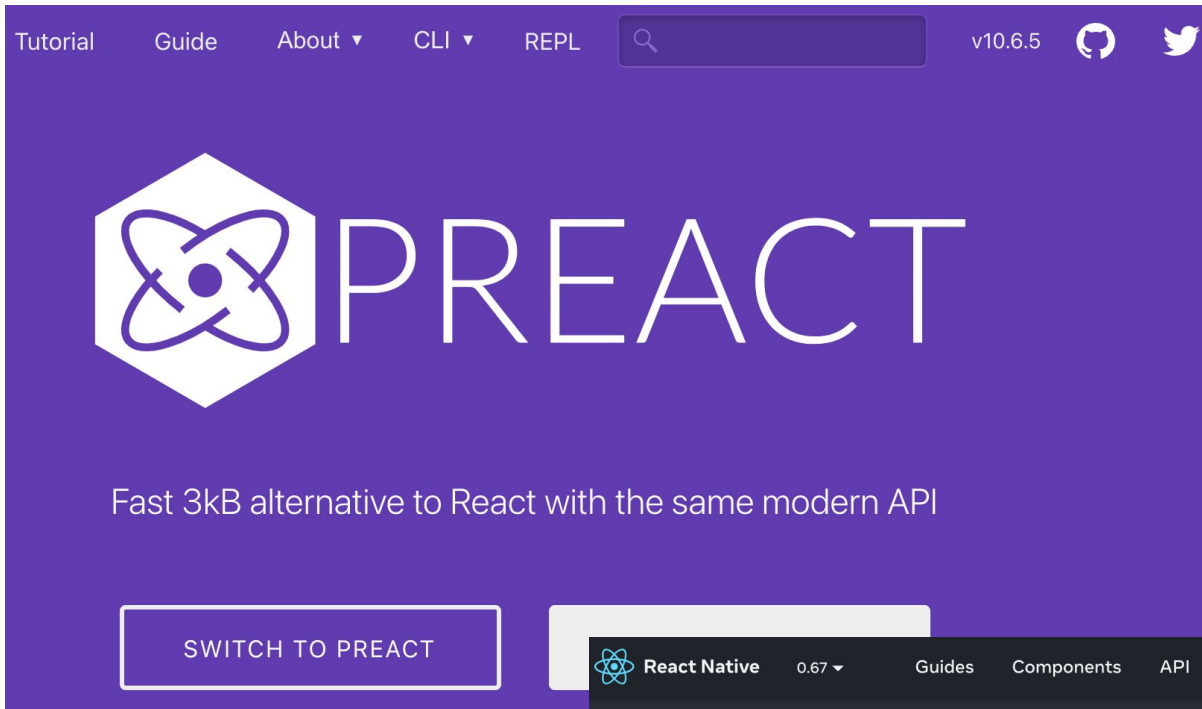 Tutorial Guide About ▼ CLI ▼ REPL v10.6.5
PREACT
Fast 3kB alternative to React with the same modern API
SWITCH TO PREACT
React Native 0.67 Guides Components API